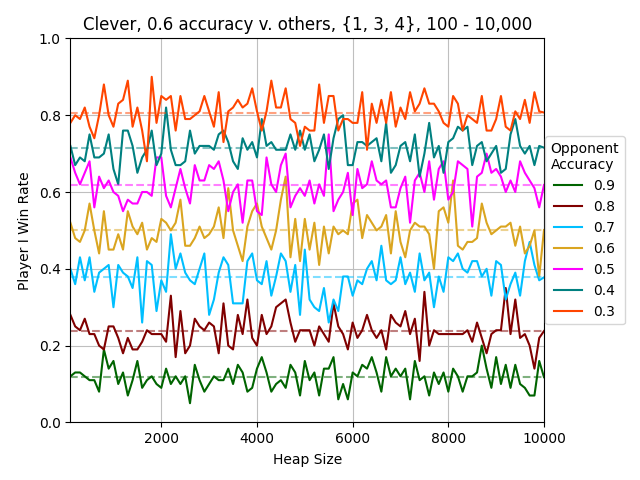 Clever, 0.6 accuracy v. others, {1, 3, 4}, 100 - 10,000
1.0
0.8
0.6
0.4
0.2
0.0
Player I Win Rate
2000 4000 6000 8000 10000
Heap Size
Opponent
Accuracy
0.9
0.8
0.7
0.6
0.5
0.4
0.3